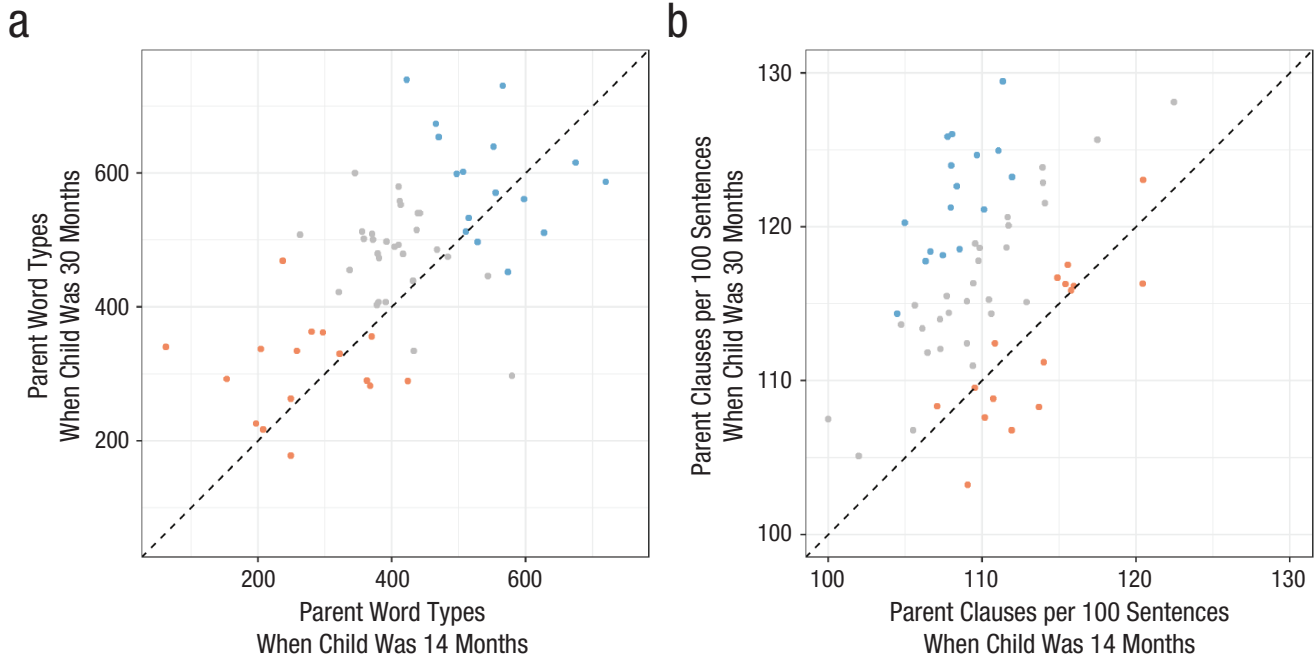 a
Parent Word Types
When Child Was 30 Months
600
400
200
200 400 600
Parent Word Types
When Child Was 14 Months
b
Parent Clauses per 100 Sentences
When Child Was 30 Months
130
120
110
100
100 110 120 130
Parent Clauses per 100 Sentences
When Child Was 14 Months